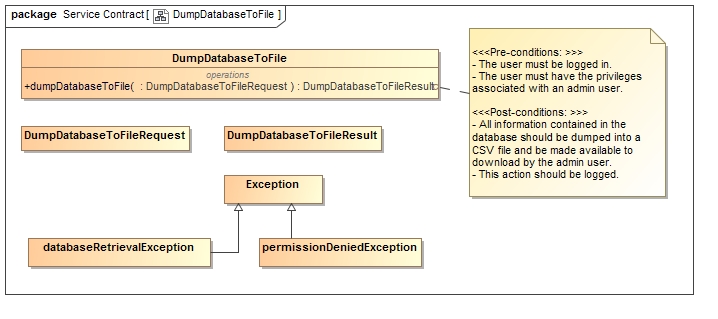 package Service Contract [ DumpDatabaseToFile ]
DumpDatabaseToFile
operations
+dumpDatabaseToFile( : DumpDatabaseToFileRequest ) : DumpDatabaseToFileResult
<<<Pre-conditions: >>>
- The user must be logged in.
- The user must have the privileges
associated with an admin user.
<<<Post-conditions: >>>
- All information contained in the
database should be dumped into a
CSV file and be made available to
download by the admin user.
- This action should be logged.
DumpDatabaseToFileRequest
DumpDatabaseToFileResult
Exception
databaseRetrievalException
permissionDeniedException